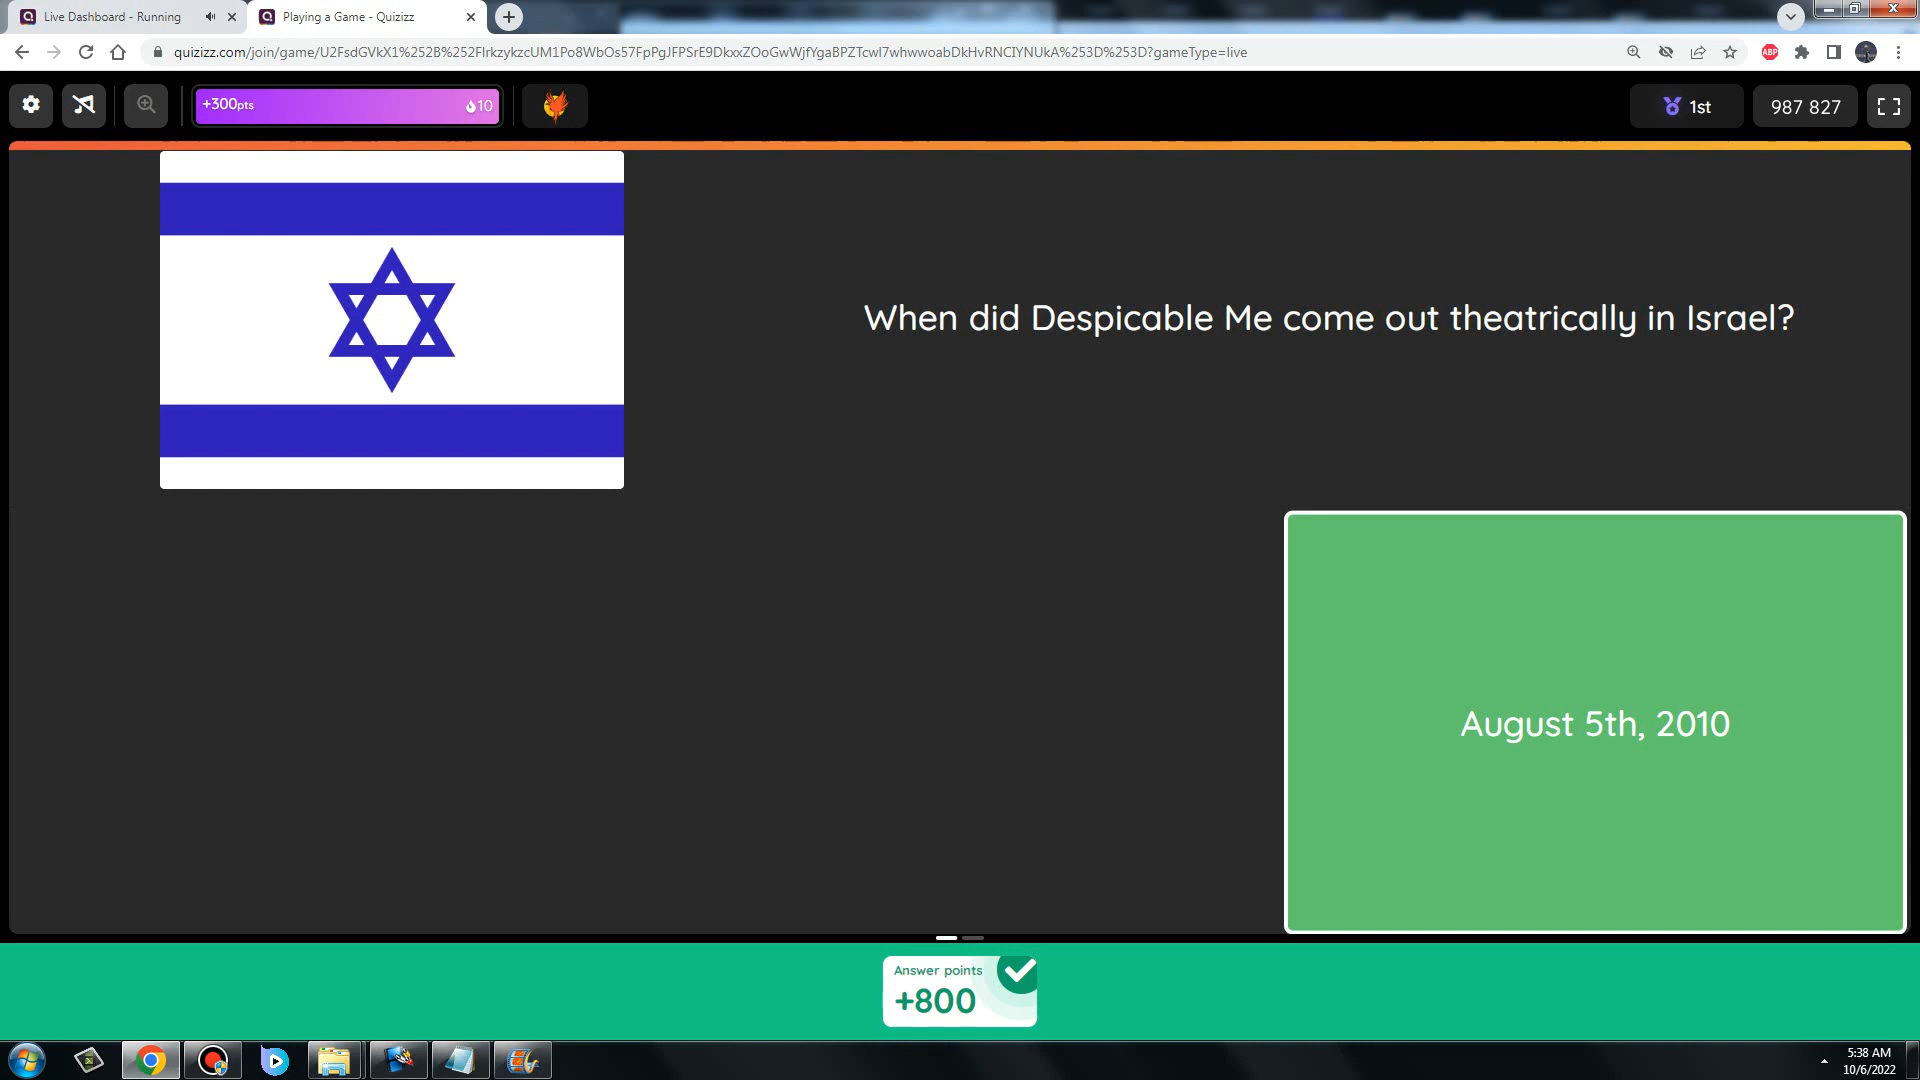 Live Dashboard - Running
Playing a Game - Quizizz
quizizz.com/join/game/U2FsdGVkX1%252B%252FIrkzykzcUM1Po8WbOs57FpPgJFPSrE9DkxxZOoGwWjfYgaBPZTcwI7whwwoabDkHvRNCIYNUkA%253D%253D?gameType=live
ABP
+300pts
10
1st
987 827
When did Despicable Me come out theatrically in Israel?
August 5th, 2010
Answer points
+800
5:38 AM
10/6/2022